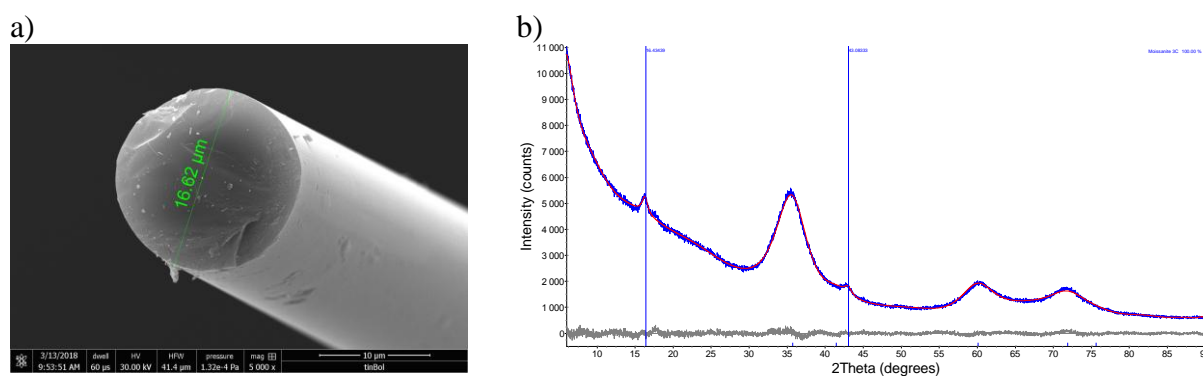 a)
b)
16.62 µm
3/13/2018
9:53:51 AM
dwell
60 µs
HV
30.00 kV
HFW
41.4 µm
pressure
1.32e-4 Pa
mag
5 000 x
10 µm
tinBol
Intensity (counts)
11 000
10 000
9 000
8 000
7 000
6 000
5 000
4 000
3 000
2 000
1 000
0
Moissanite 3C 100.00 %
10 15 20 25 30 35 40 45 50 55 60 65 70 75 80 85
2Theta (degrees)